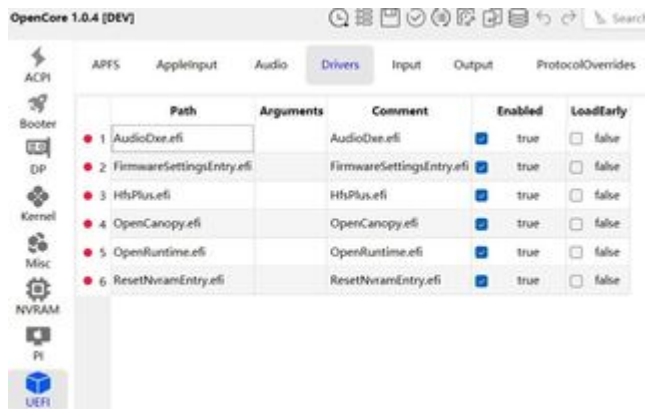 OpenCore 1.0.4 [DEV]
Search
ACPI
Booter
DP
Kernel
Misc
NVRAM
PI
UEFI
APFS AppleInput Audio Drivers Input Output ProtocolOverrides
Path Arguments Comment Enabled LoadEarly
1 AudioDxe.efi AudioDxe.efi true false
2 FirmwareSettingsEntry.efi FirmwareSettingsEntry.efi true false
3 HfsPlus.efi HfsPlus.efi true false
4 OpenCanopy.efi OpenCanopy.efi true false
5 OpenRuntime.efi OpenRuntime.efi true false
6 ResetNvramEntry.efi ResetNvramEntry.efi true false